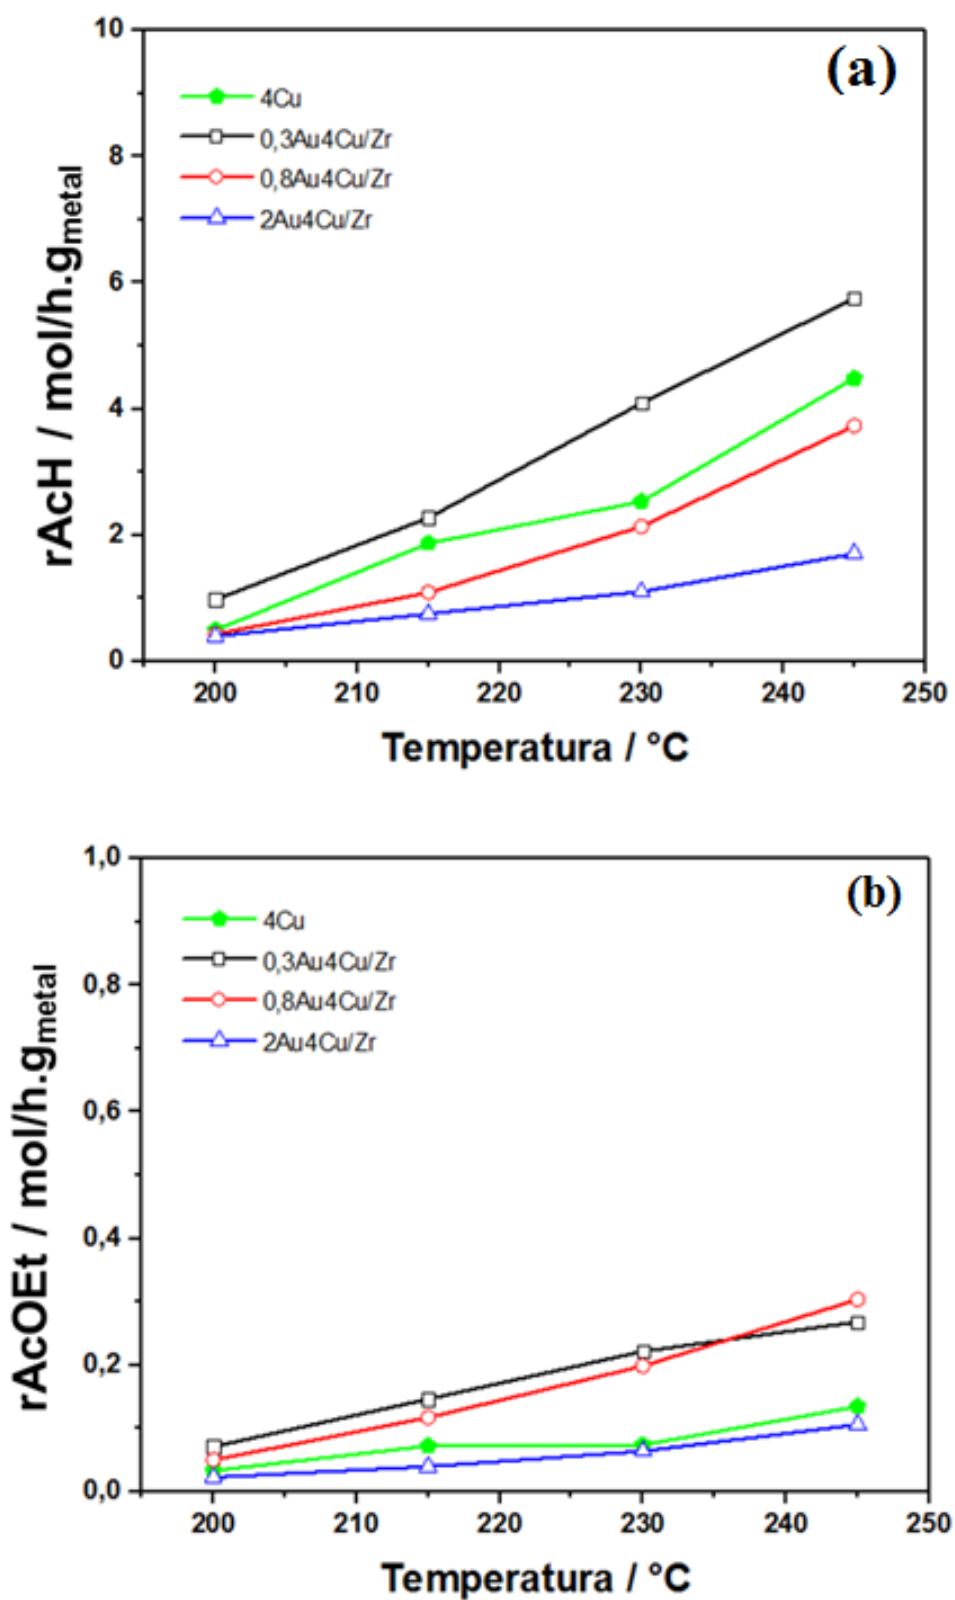 (a)
4Cu
0,3Au4Cu/Zr
0,8Au4Cu/Zr
2Au4Cu/Zr
rAcH / mol/h.gmetal
10
8
6
4
2
0
200 210 220 230 240 250
Temperatura / °C
(b)
4Cu
0,3Au4Cu/Zr
0,8Au4Cu/Zr
2Au4Cu/Zr
rAcOEt / mol/h.gmetal
1,0
0,8
0,6
0,4
0,2
0,0
200 210 220 230 240 250
Temperatura / °C